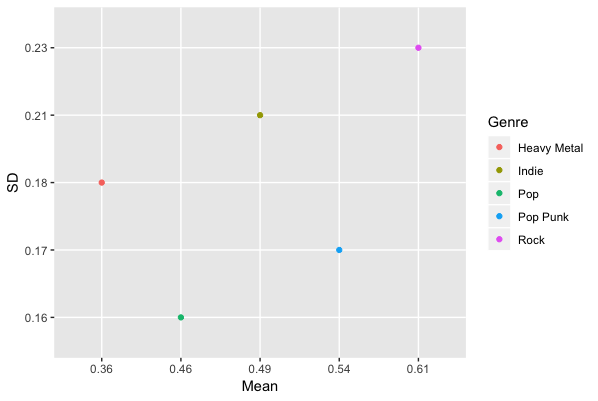 0.23
0.21
0.18
0.17
0.16
SD
0.36 0.46 0.49 0.54 0.61
Mean
Genre
Heavy Metal
Indie
Pop
Pop Punk
Rock